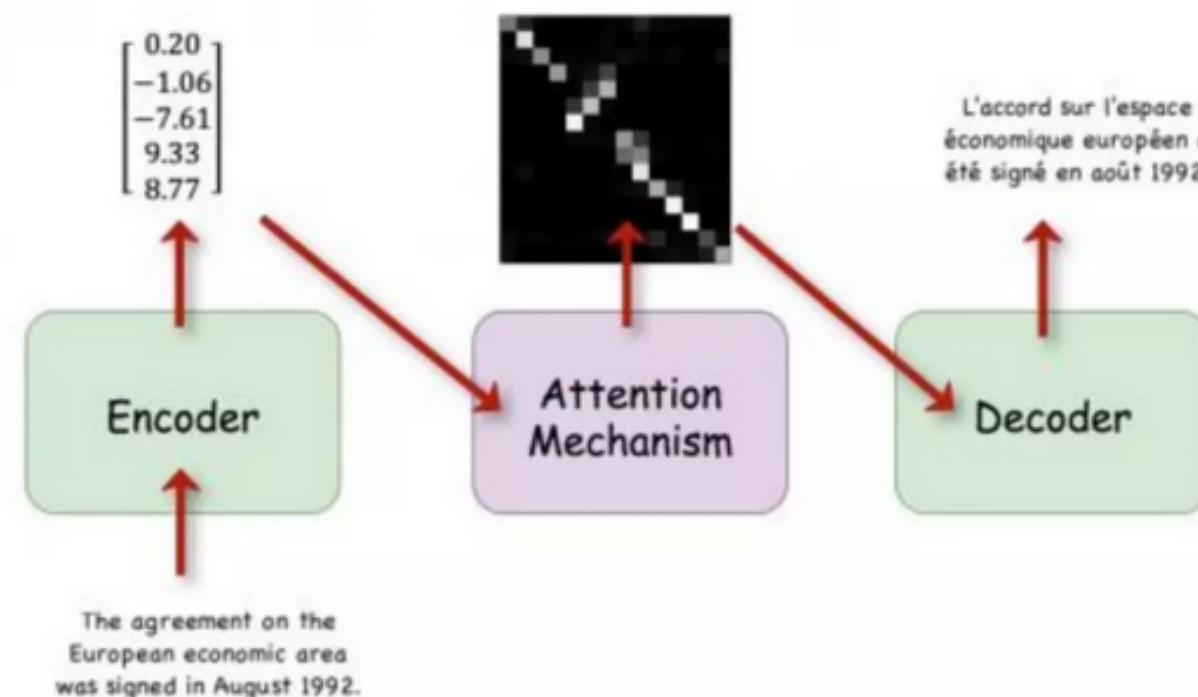 0.20
−1.06
−7.61
9.33
8.77
L'accord sur l'espace
économique européen
été signé en août 1992
Encoder
Attention
Mechanism
Decoder
The agreement on the
European economic area
was signed in August 1992.